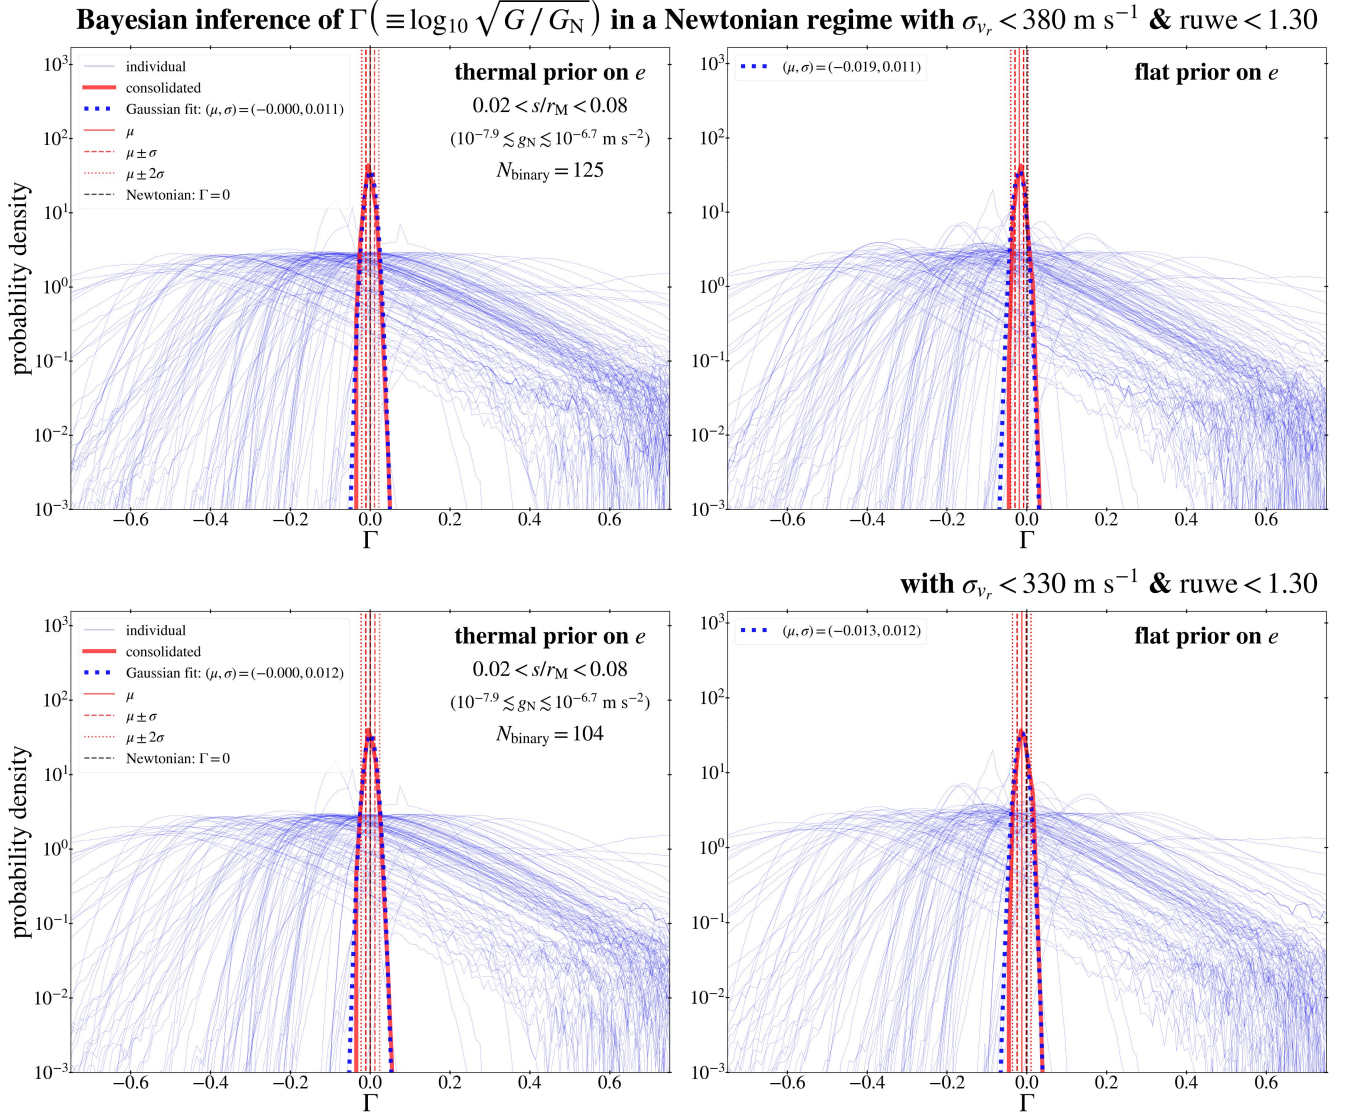 Bayesian inference of Γ(≡log₁₀ √G/G_N) in a Newtonian regime with σ_{v_r} < 380 m s⁻¹ & ruwe < 1.30
10³
10²
10¹
10⁰
10⁻¹
10⁻²
10⁻³
probability density
individual
consolidated
Gaussian fit: (μ, σ) = (−0.000, 0.011)
μ
μ ± σ
μ ± 2σ
Newtonian: Γ = 0
thermal prior on e
0.02 < s/r_M < 0.08
(10⁻⁷·⁹ ≲ g_N ≲ 10⁻⁶·⁷ m s⁻²)
N_binary = 125
−0.6 −0.4 −0.2 0.0 0.2 0.4 0.6
Γ
10³
10²
10¹
10⁰
10⁻¹
10⁻²
10⁻³
(μ, σ) = (−0.019, 0.011)
flat prior on e
−0.6 −0.4 −0.2 0.0 0.2 0.4 0.6
Γ
with σ_{v_r} < 330 m s⁻¹ & ruwe < 1.30
10³
10²
10¹
10⁰
10⁻¹
10⁻²
10⁻³
probability density
individual
consolidated
Gaussian fit: (μ, σ) = (−0.000, 0.012)
μ
μ ± σ
μ ± 2σ
Newtonian: Γ = 0
thermal prior on e
0.02 < s/r_M < 0.08
(10⁻⁷·⁹ ≲ g_N ≲ 10⁻⁶·⁷ m s⁻²)
N_binary = 104
−0.6 −0.4 −0.2 0.0 0.2 0.4 0.6
Γ
10³
10²
10¹
10⁰
10⁻¹
10⁻²
10⁻³
(μ, σ) = (−0.013, 0.012)
flat prior on e
−0.6 −0.4 −0.2 0.0 0.2 0.4 0.6
Γ